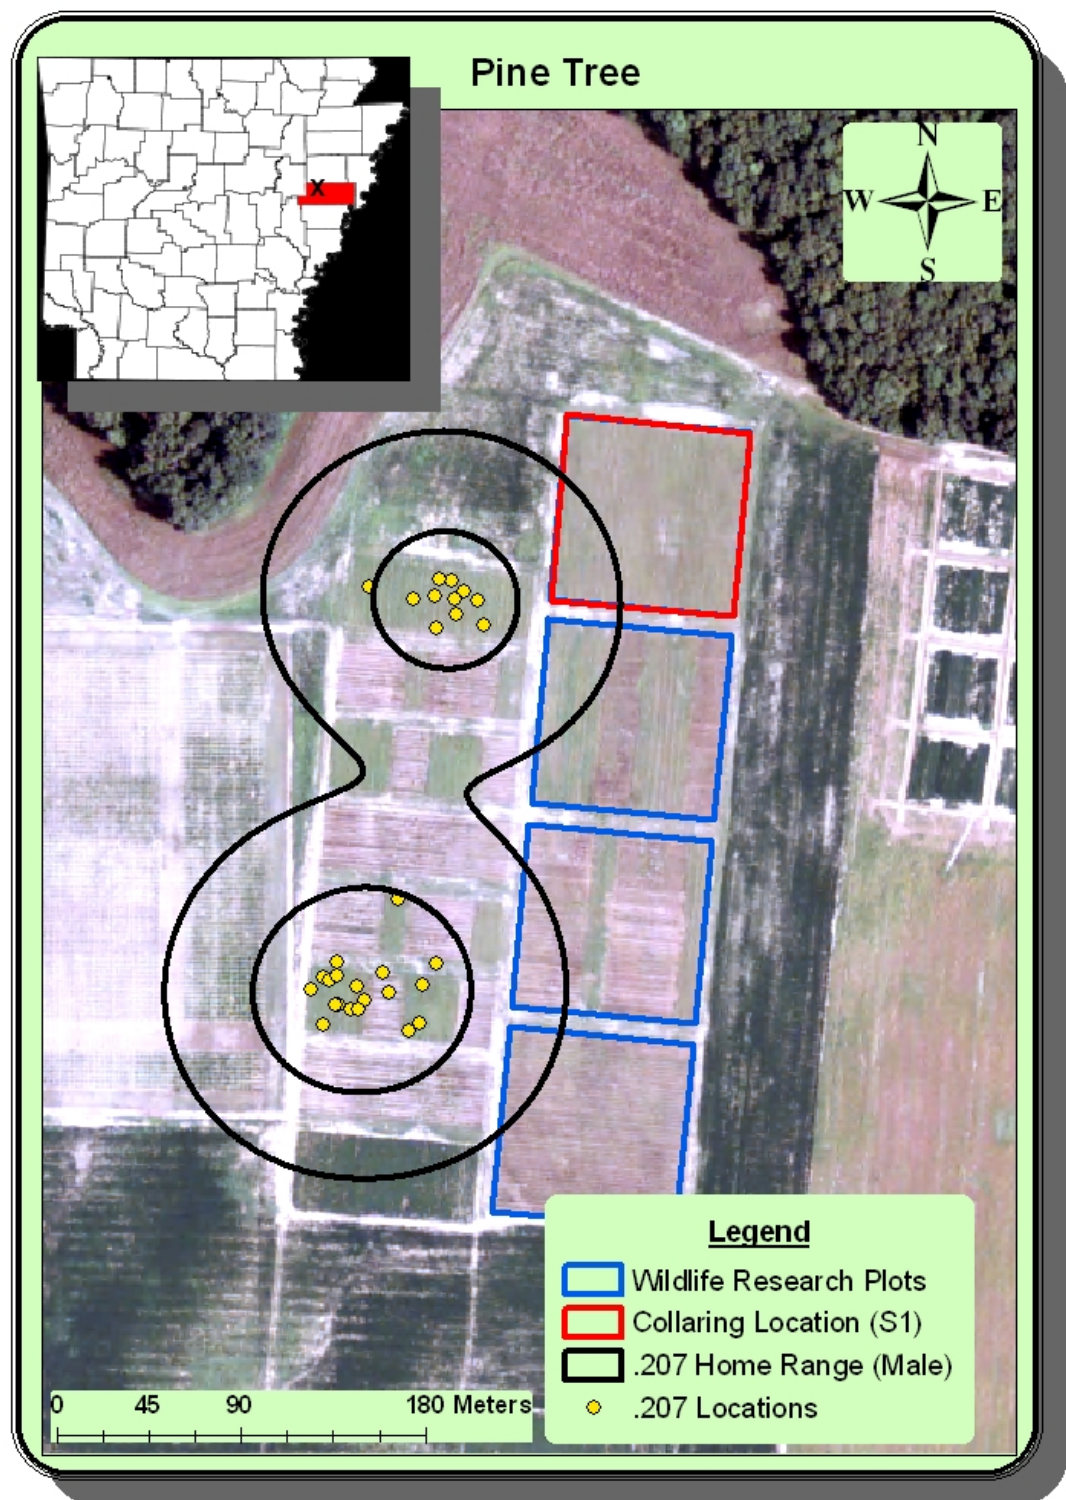 Pine Tree
X
N
W E
S
Legend
Wildlife Research Plots
Collaring Location (S1)
.207 Home Range (Male)
.207 Locations
0 45 90 180 Meters